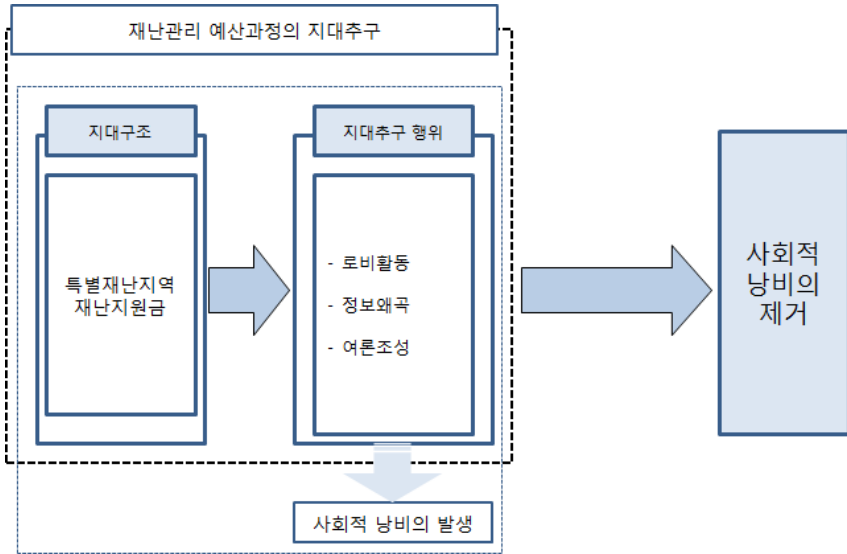 재난관리 예산과정의 지대추구
지대구조
특별재난지역
재난지원금
지대추구 행위
- 로비활동
- 정보왜곡
- 여론조성
사회적 낭비의 발생
사회적
낭비의
제거